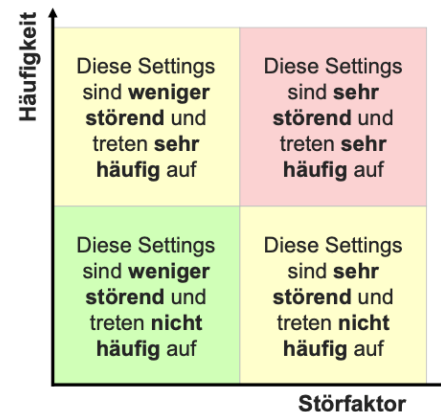 Häufigkeit
Diese Settings
sind weniger
störend und
treten sehr
häufig auf
Diese Settings
sind sehr
störend und
treten sehr
häufig auf
Diese Settings
sind weniger
störend und
treten nicht
häufig auf
Diese Settings
sind sehr
störend und
treten nicht
häufig auf
Störfaktor